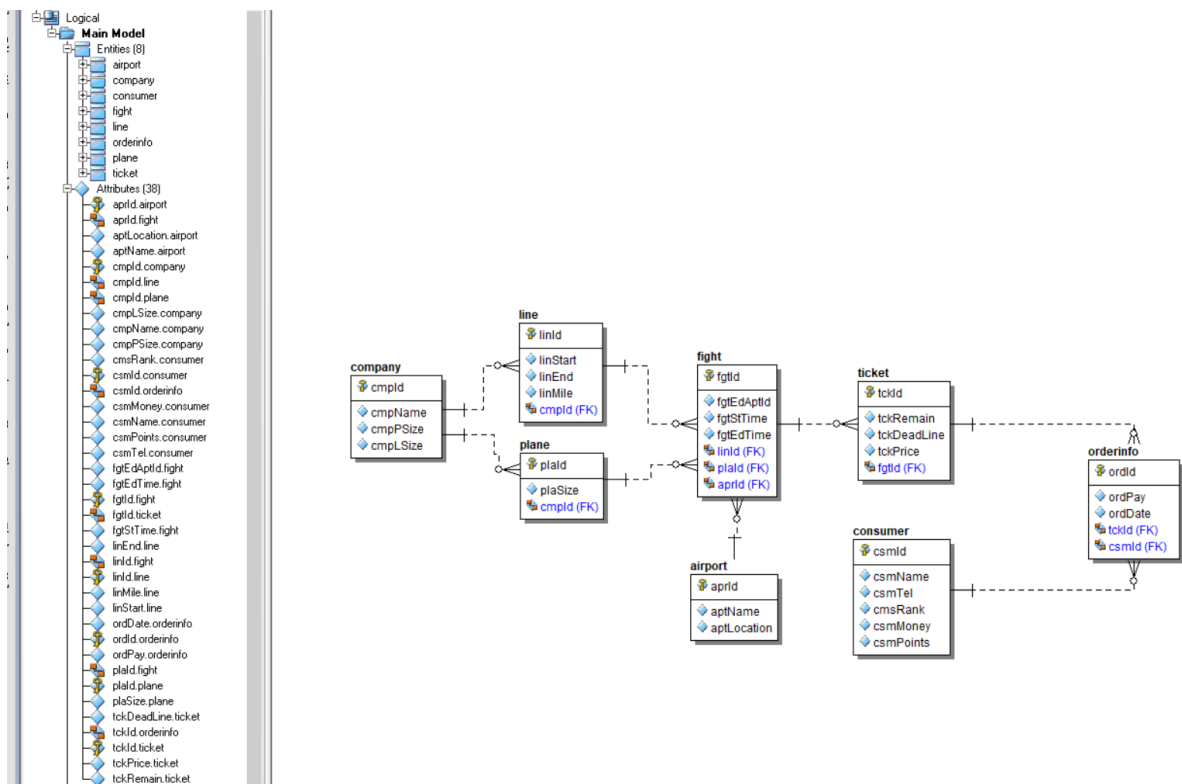 Logical
Main Model
Entities (8)
airport
company
consumer
fight
line
orderinfo
plane
ticket
Attributes (38)
aprId.airport
aprId.fight
aptLocation.airport
aptName.airport
cmpId.company
cmpId.line
cmpId.plane
cmpLSize.company
cmpName.company
cmpPSize.company
cmsRank.consumer
csmId.consumer
csmId.orderinfo
csmMoney.consumer
csmName.consumer
csmPoints.consumer
csmTel.consumer
fgtEdAptId.fight
fgtEdTime.fight
fgtId.fight
fgtId.ticket
fgtStTime.fight
linEnd.line
linId.fight
linId.line
linMile.line
linStart.line
ordDate.orderinfo
ordId.orderinfo
ordPay.orderinfo
plaId.fight
plaId.plane
plaSize.plane
tckDeadLine.ticket
tckId.orderinfo
tckId.ticket
tckPrice.ticket
tckRemain.ticket
company
cmpId
cmpName
cmpPSize
cmpLSize
line
linId
linStart
linEnd
linMile
cmpId (FK)
plane
plaId
plaSize
cmpId (FK)
fight
fgtId
fgtEdAptId
fgtStTime
fgtEdTime
linId (FK)
plaId (FK)
aprId (FK)
airport
aprId
aptName
aptLocation
ticket
tckId
tckRemain
tckDeadLine
tckPrice
fgtId (FK)
consumer
csmId
csmName
csmTel
cmsRank
csmMoney
csmPoints
orderinfo
ordId
ordPay
ordDate
tckId (FK)
csmId (FK)